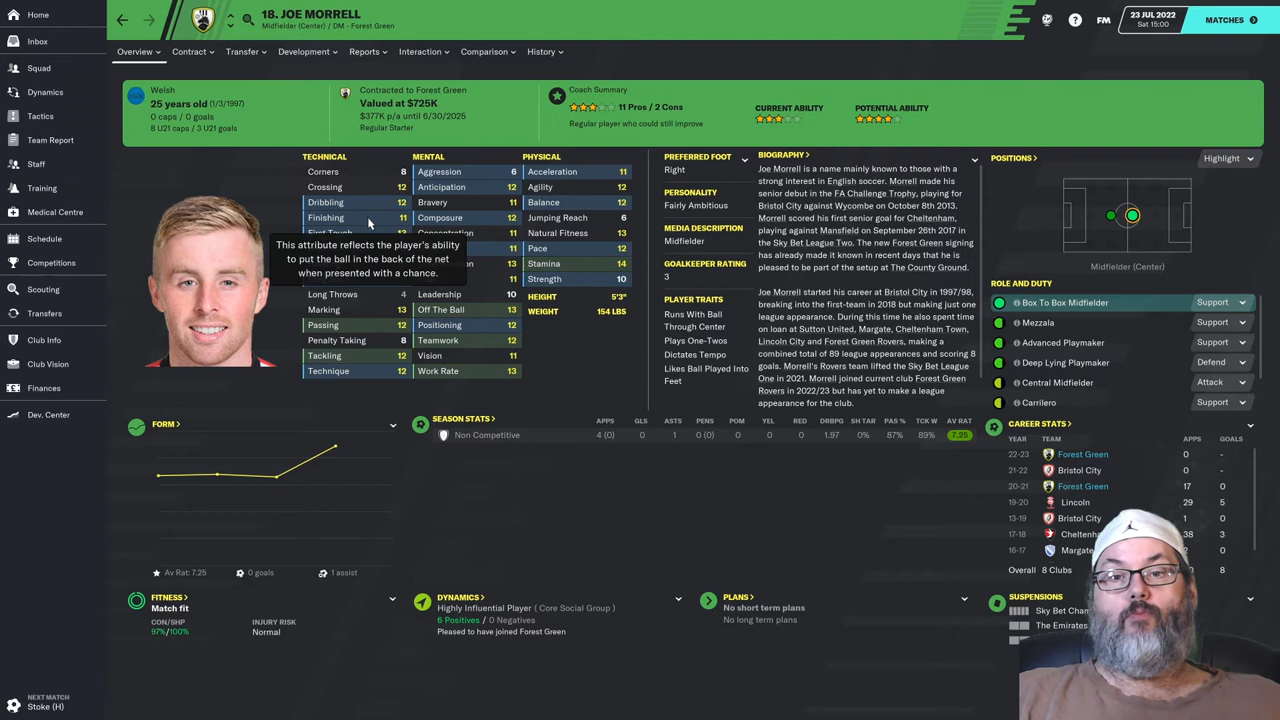 Home
Inbox
Squad
Dynamics
Tactics
Team Report
Staff
Training
Medical Centre
Schedule
Competitions
Scouting
Transfers
Club Info
Club Vision
Finances
Dev. Center
NEXT MATCH
Stoke (H)
18. JOE MORRELL
Midfielder (Center) / DM - Forest Green
FM
23 JUL 2022
Sat 15:00
MATCHES
Overview
Contract
Transfer
Development
Reports
Interaction
Comparison
History
Welsh
25 years old (1/3/1997)
0 caps / 0 goals
8 U21 caps / 3 U21 goals
Contracted to Forest Green
Valued at $725K
$377K p/a until 6/30/2025
Regular Starter
Coach Summary
11 Pros / 2 Cons
Regular player who could still improve
CURRENT ABILITY
POTENTIAL ABILITY
TECHNICAL
Corners 8
Crossing 12
Dribbling 12
Finishing 11
This attribute reflects the player's ability
to put the ball in the back of the net
when presented with a chance.
Long Throws 4
Marking 13
Passing 12
Penalty Taking 8
Tackling 12
Technique 12
MENTAL
Aggression 6
Anticipation 12
Bravery 11
Composure 12
11
11
13
11
Leadership 10
Off The Ball 13
Positioning 12
Teamwork 12
Vision 11
Work Rate 13
PHYSICAL
Acceleration 11
Agility 12
Balance 12
Jumping Reach 6
Natural Fitness 13
Pace 12
Stamina 14
Strength 10
HEIGHT 5'3"
WEIGHT 154 LBS
PREFERRED FOOT
Right
PERSONALITY
Fairly Ambitious
MEDIA DESCRIPTION
Midfielder
GOALKEEPER RATING
3
PLAYER TRAITS
Runs With Ball
Through Center
Plays One-Twos
Dictates Tempo
Likes Ball Played Into
Feet
BIOGRAPHY
Joe Morrell is a name mainly known to those with a
strong interest in English soccer. Morrell made his
senior debut in the FA Challenge Trophy, playing for
Bristol City against Wycombe on October 8th 2013.
Morrell scored his first senior goal for Cheltenham,
playing against Mansfield on September 26th 2017 in
the Sky Bet League Two. The new Forest Green signing
has already made it known in recent days that he is
pleased to be part of the setup at The County Ground.
Joe Morrell started his career at Bristol City in 1997/98,
breaking into the first-team in 2018 but making just one
league appearance. During this time he also spent time
on loan at Sutton United, Margate, Cheltenham Town,
Lincoln City and Forest Green Rovers, making a
combined total of 89 league appearances and scoring 8
goals. Morrell's Rovers team lifted the Sky Bet League
One in 2021. Morrell joined current club Forest Green
Rovers in 2022/23 but has yet to make a league
appearance for the club.
POSITIONS
Highlight
Midfielder (Center)
ROLE AND DUTY
Box To Box Midfielder Support
Mezzala Support
Advanced Playmaker Support
Deep Lying Playmaker Defend
Central Midfielder Attack
Carrilero Support
FORM
Av Rat: 7.25
0 goals
1 assist
SEASON STATS
APPS GLS ASTS PENS POM YEL RED DRBPG SH TAR PAS % TCK W AV RAT
Non Competitive 4 (0) 0 1 0 (0) 0 0 0 1.97 0% 87% 89% 7.25
CAREER STATS
YEAR TEAM APPS GOALS
22-23 Forest Green 0 -
21-22 Bristol City 0 -
20-21 Forest Green 17 0
19-20 Lincoln 29 5
13-19 Bristol City 1 0
17-18 38 3
16-17 0
Overall 8 Clubs 8
FITNESS
Match fit
CON/SHP
97%/100%
INJURY RISK
Normal
DYNAMICS
Highly Influential Player ( Core Social Group )
6 Positives / 0 Negatives
Pleased to have joined Forest Green
PLANS
No short term plans
No long term plans
SUSPENSIONS
Sky Bet
The Emirates